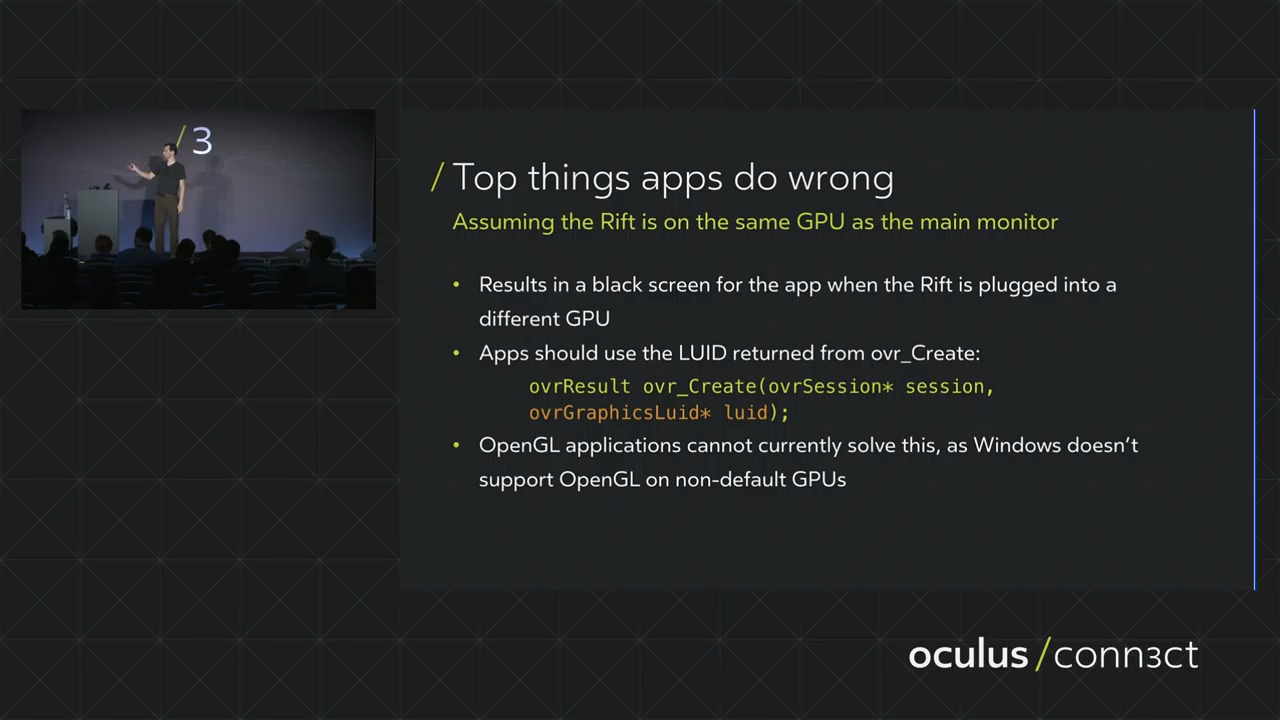 / 3
/ Top things apps do wrong
Assuming the Rift is on the same GPU as the main monitor
• Results in a black screen for the app when the Rift is plugged into a
different GPU
• Apps should use the LUID returned from ovr_Create:
ovrResult ovr_Create(ovrSession* session,
ovrGraphicsLuid* luid);
• OpenGL applications cannot currently solve this, as Windows doesn’t
support OpenGL on non-default GPUs
oculus /conn3ct